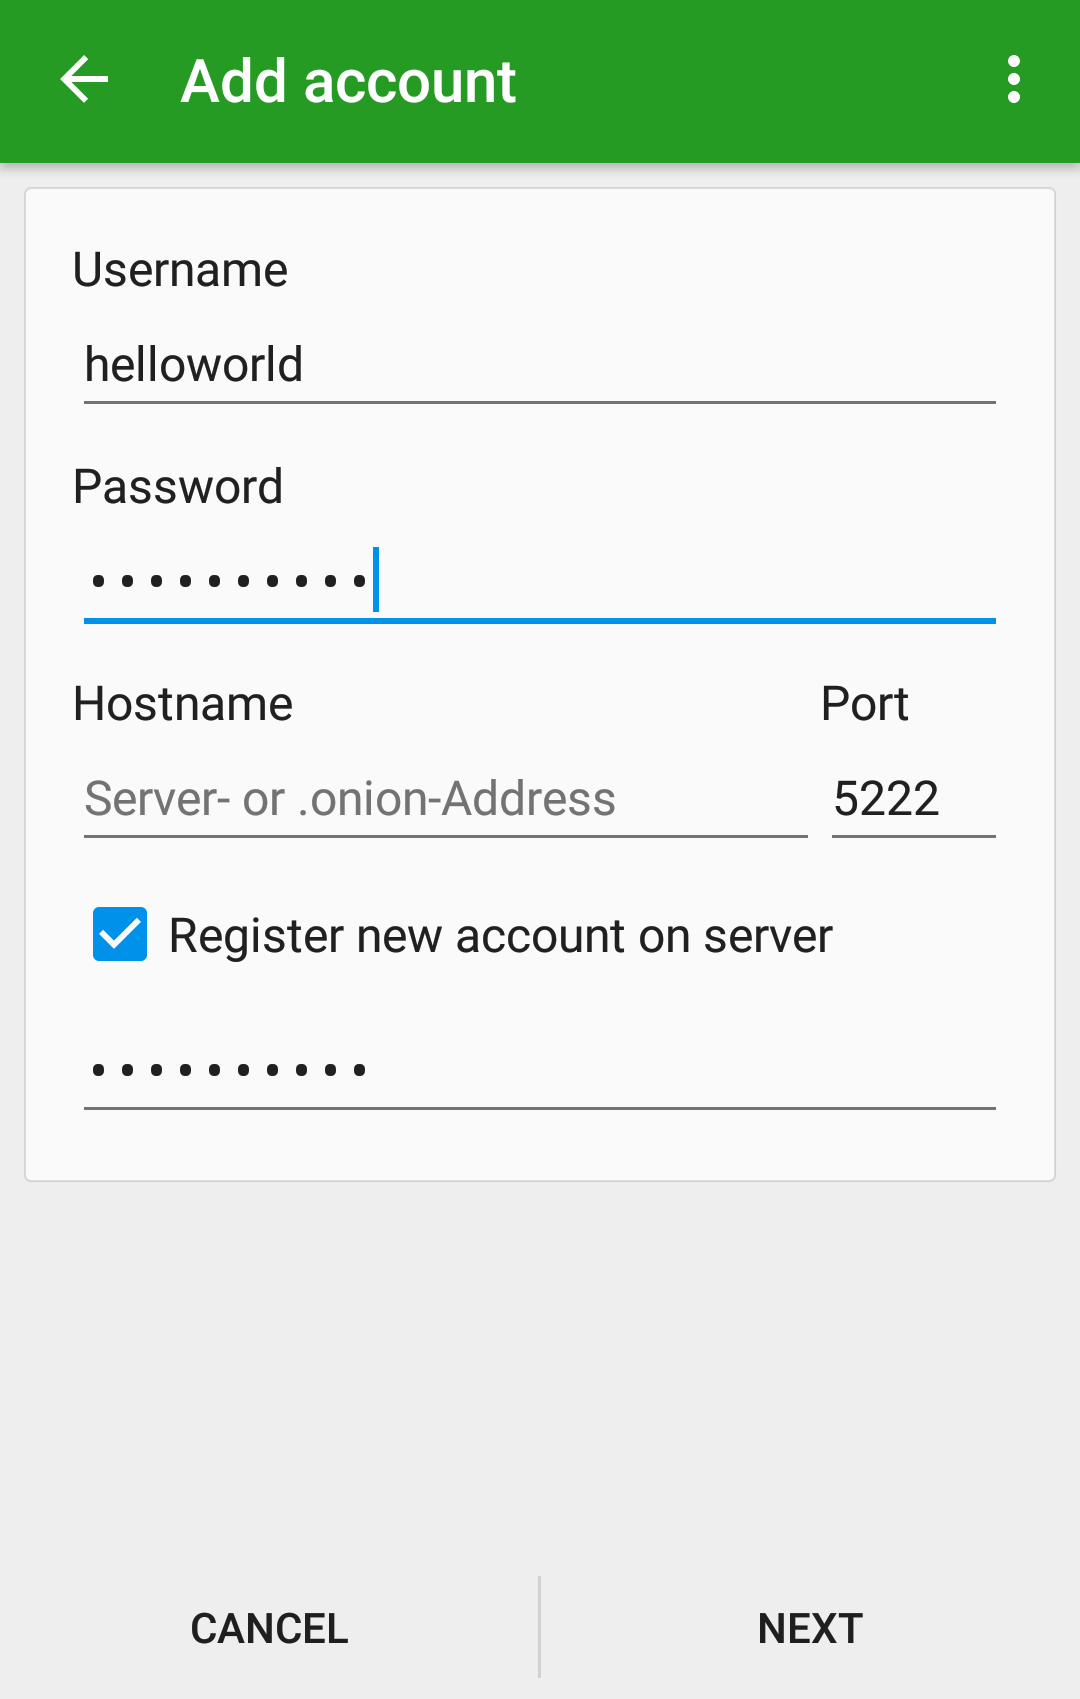 Add account
Username
helloworld
Password
••••••••••
Hostname Port
Server- or .onion-Address 5222
Register new account on server
••••••••••
CANCEL NEXT